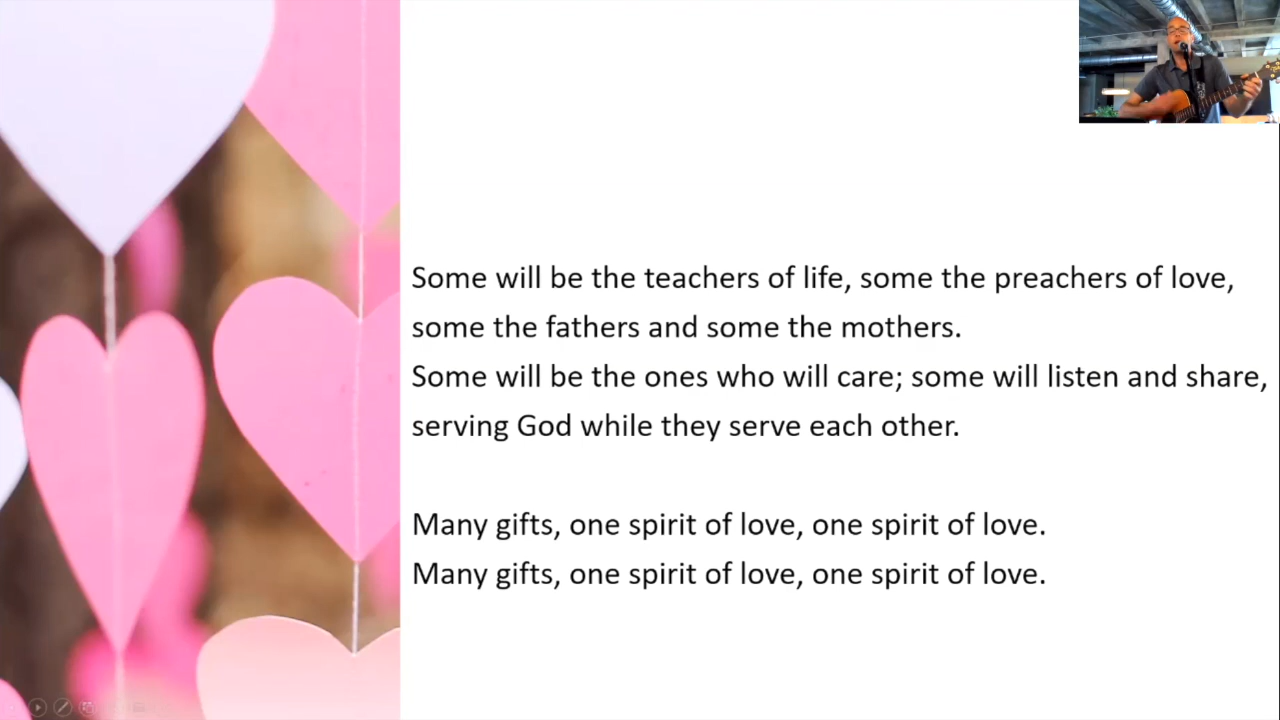 Some will be the teachers of life, some the preachers of love,
some the fathers and some the mothers.
Some will be the ones who will care; some will listen and share,
serving God while they serve each other.
Many gifts, one spirit of love, one spirit of love.
Many gifts, one spirit of love, one spirit of love.